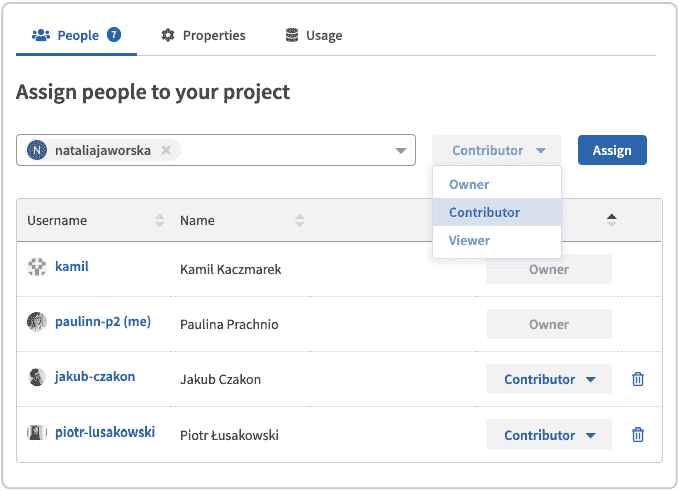 People 7 Properties Usage
Assign people to your project
N nataliajaworska Contributor Assign
Owner
Contributor
Viewer
Username Name
kamil Kamil Kaczmarek Owner
paulinn-p2 (me) Paulina Prachnio Owner
jakub-czakon Jakub Czakon Contributor
piotr-lusakowski Piotr Łusakowski Contributor